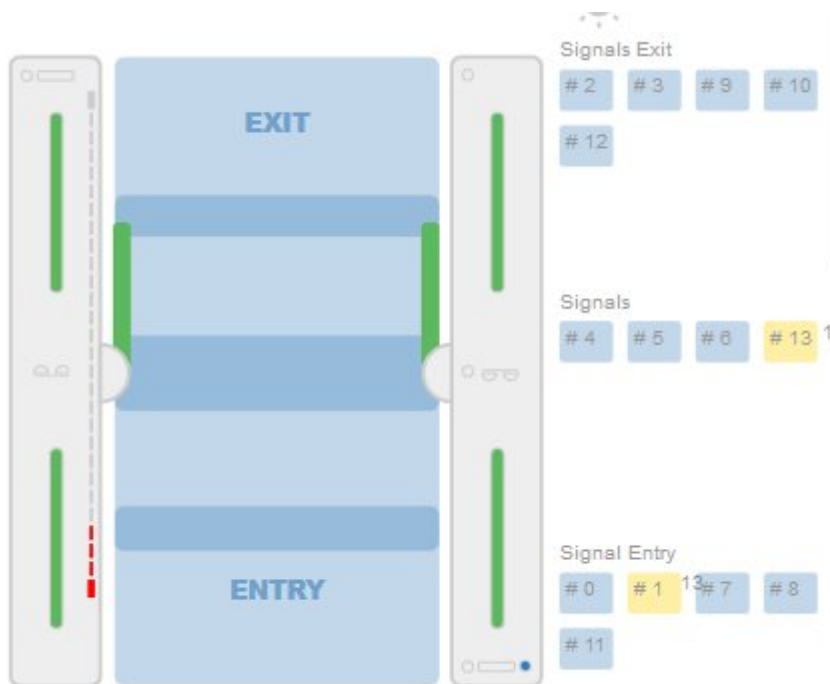 Signals Exit
# 2 # 3 # 9 # 10
EXIT
# 12
Signals
# 4 # 5 # 6 # 13
Signal Entry
ENTRY
# 0 # 1 13 # 7 # 8
# 11